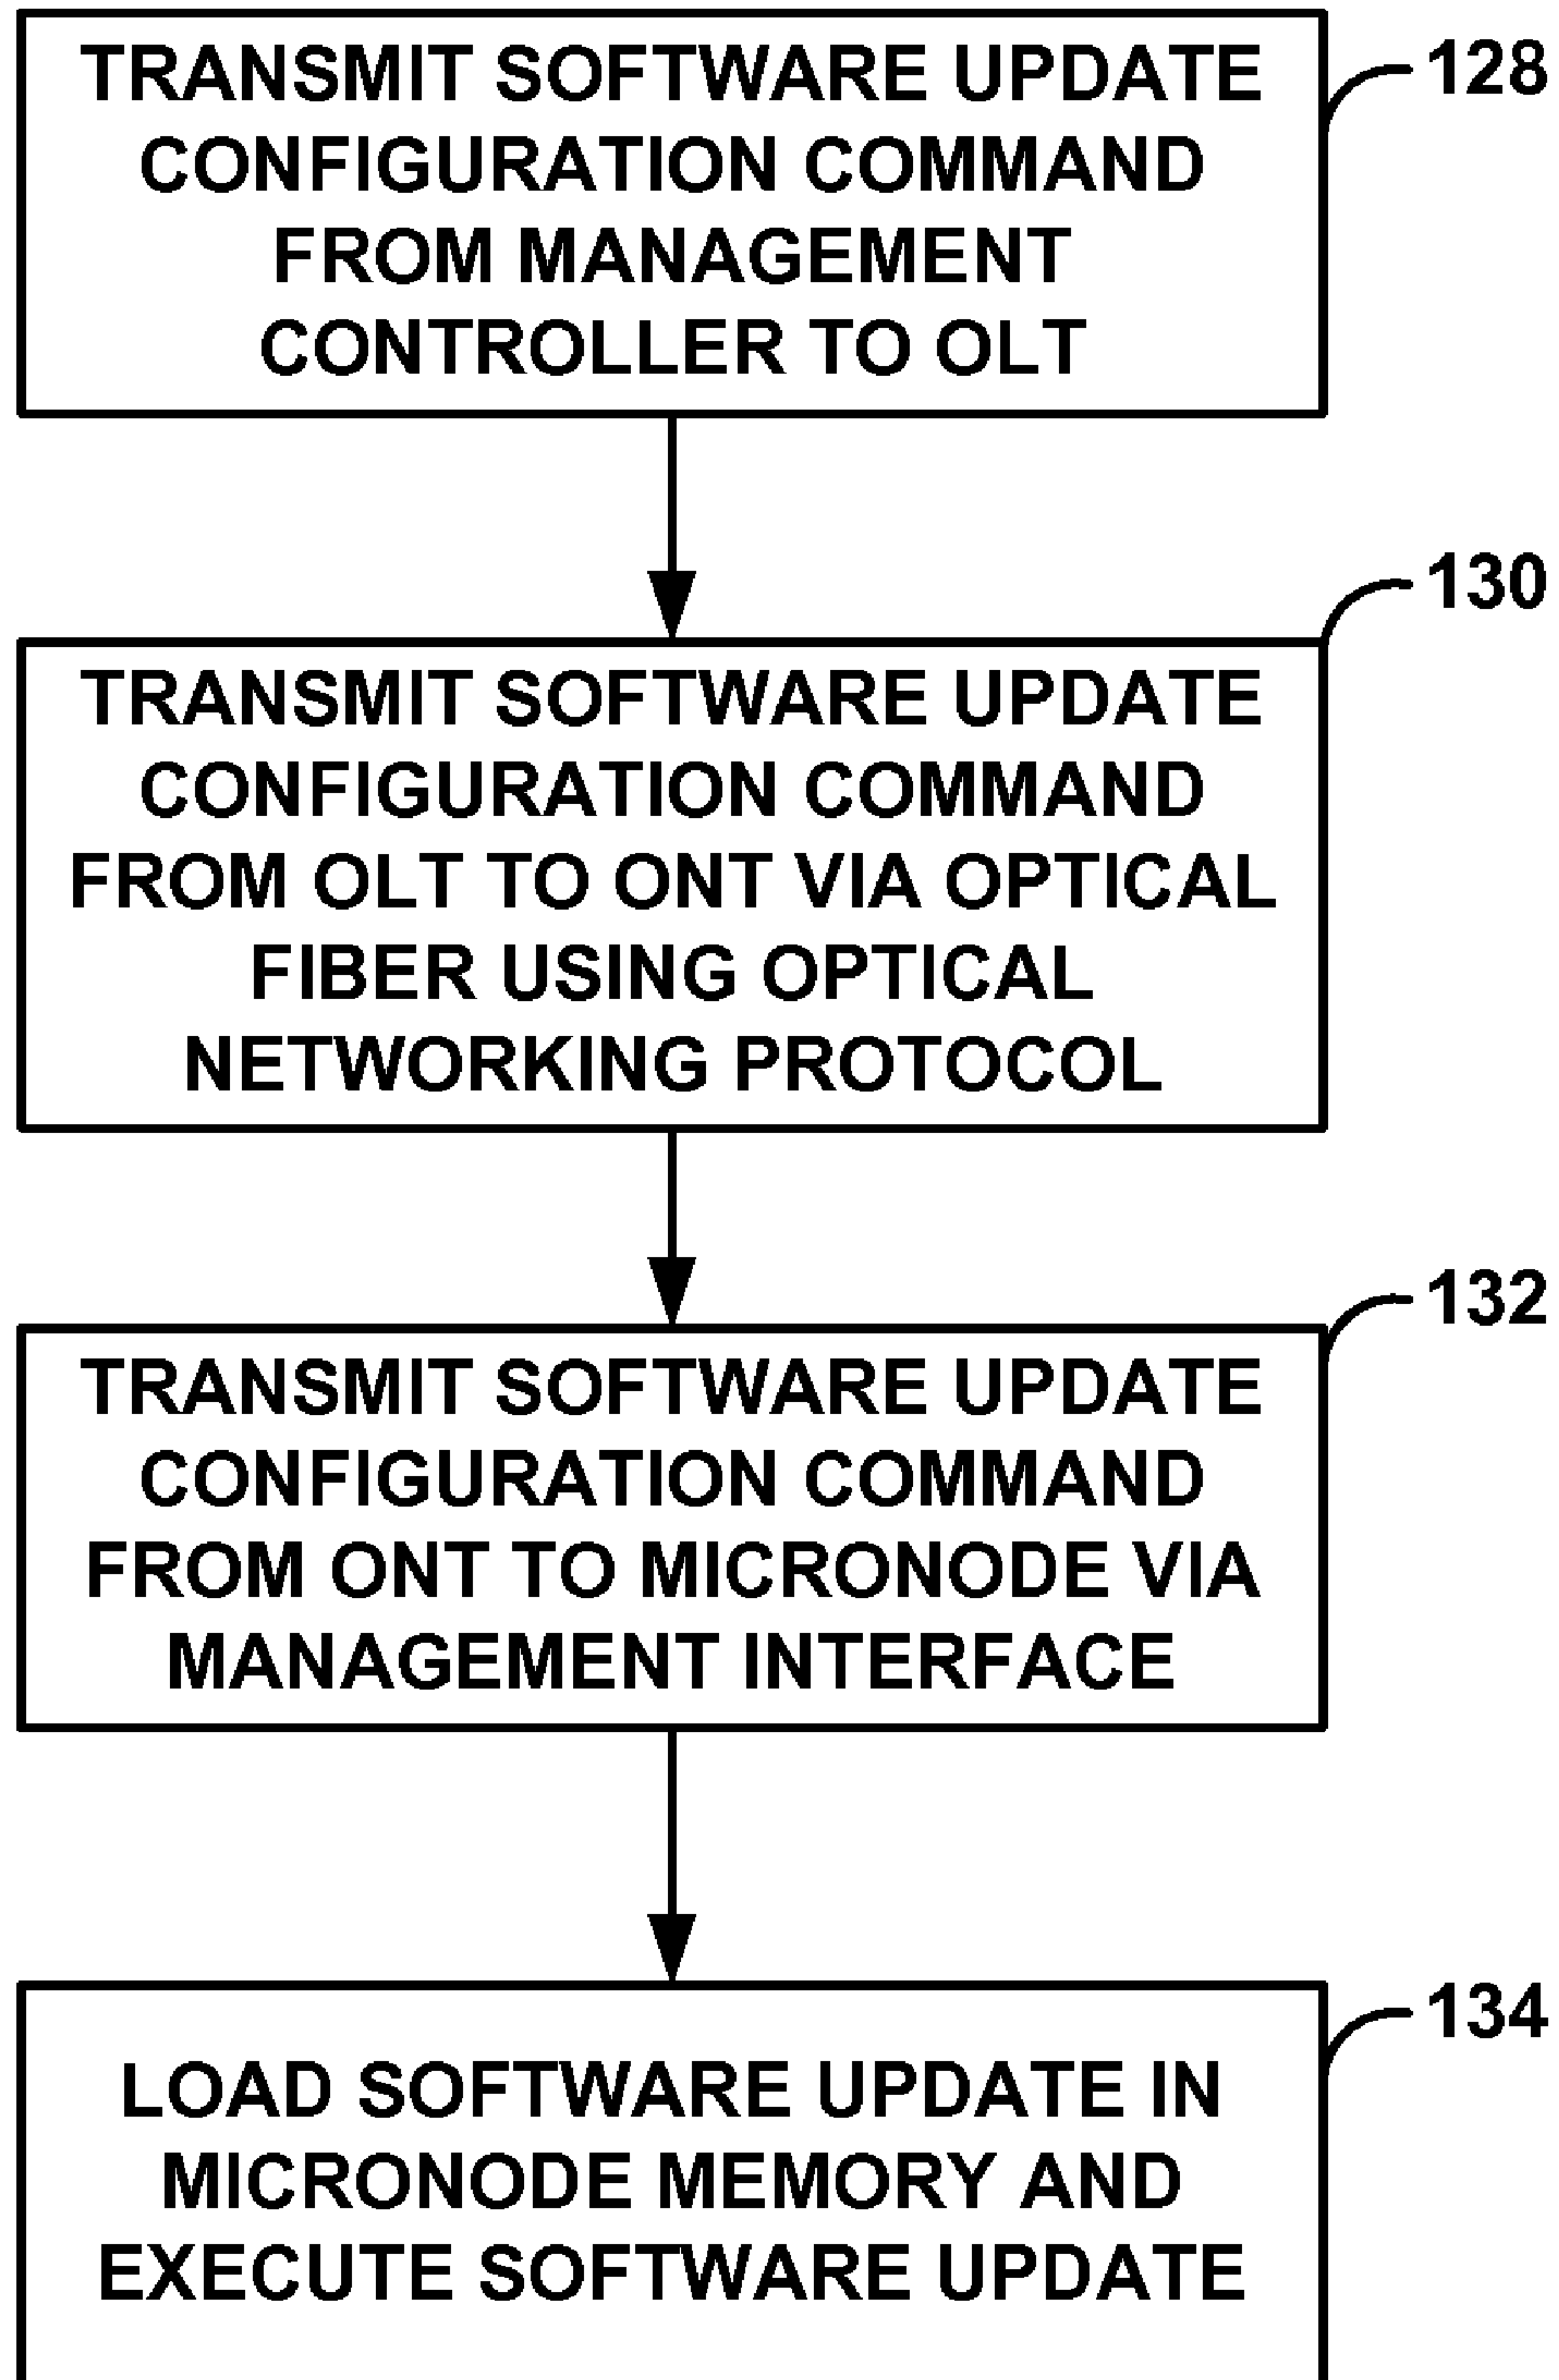 TRANSMIT SOFTWARE UPDATE
CONFIGURATION COMMAND
FROM MANAGEMENT
CONTROLLER TO OLT
128
TRANSMIT SOFTWARE UPDATE
CONFIGURATION COMMAND
FROM OLT TO ONT VIA OPTICAL
FIBER USING OPTICAL
NETWORKING PROTOCOL
130
TRANSMIT SOFTWARE UPDATE
CONFIGURATION COMMAND
FROM ONT TO MICRONODE VIA
MANAGEMENT INTERFACE
132
LOAD SOFTWARE UPDATE IN
MICRONODE MEMORY AND
EXECUTE SOFTWARE UPDATE
134